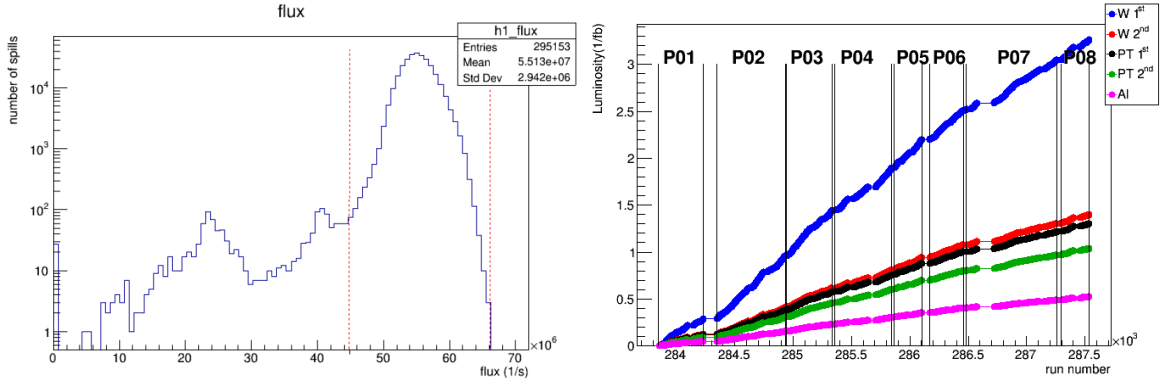 flux
h1_flux
Entries 295153
Mean 5.513e+07
Std Dev 2.942e+06
number of spills
10⁴
10³
10²
10
1
0 10 20 30 40 50 60 70 ×10⁶
flux (1/s)
W 1st
W 2nd
PT 1st
PT 2nd
Al
Luminosity(1/fb)
P01 P02 P03 P04 P05 P06 P07 P08
3
2.5
2
1.5
1
0.5
0
284 284.5 285 285.5 286 286.5 287 287.5 ×10³
run number